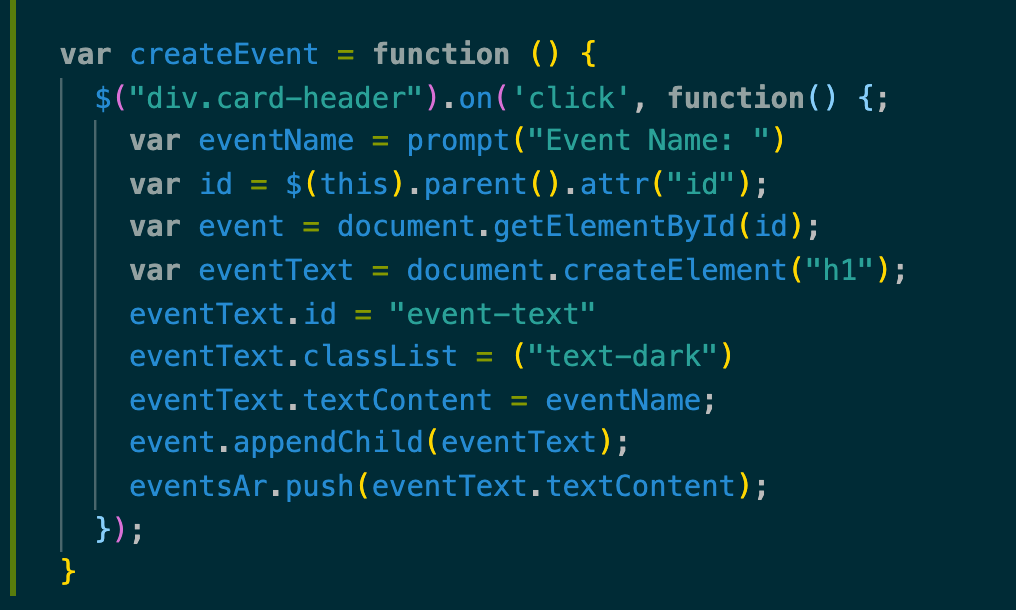 var createEvent = function () {
  $("div.card-header").on('click', function() {;
    var eventName = prompt("Event Name: ")
    var id = $(this).parent().attr("id");
    var event = document.getElementById(id);
    var eventText = document.createElement("h1");
    eventText.id = "event-text"
    eventText.classList = ("text-dark")
    eventText.textContent = eventName;
    event.appendChild(eventText);
    eventsAr.push(eventText.textContent);
  });
}